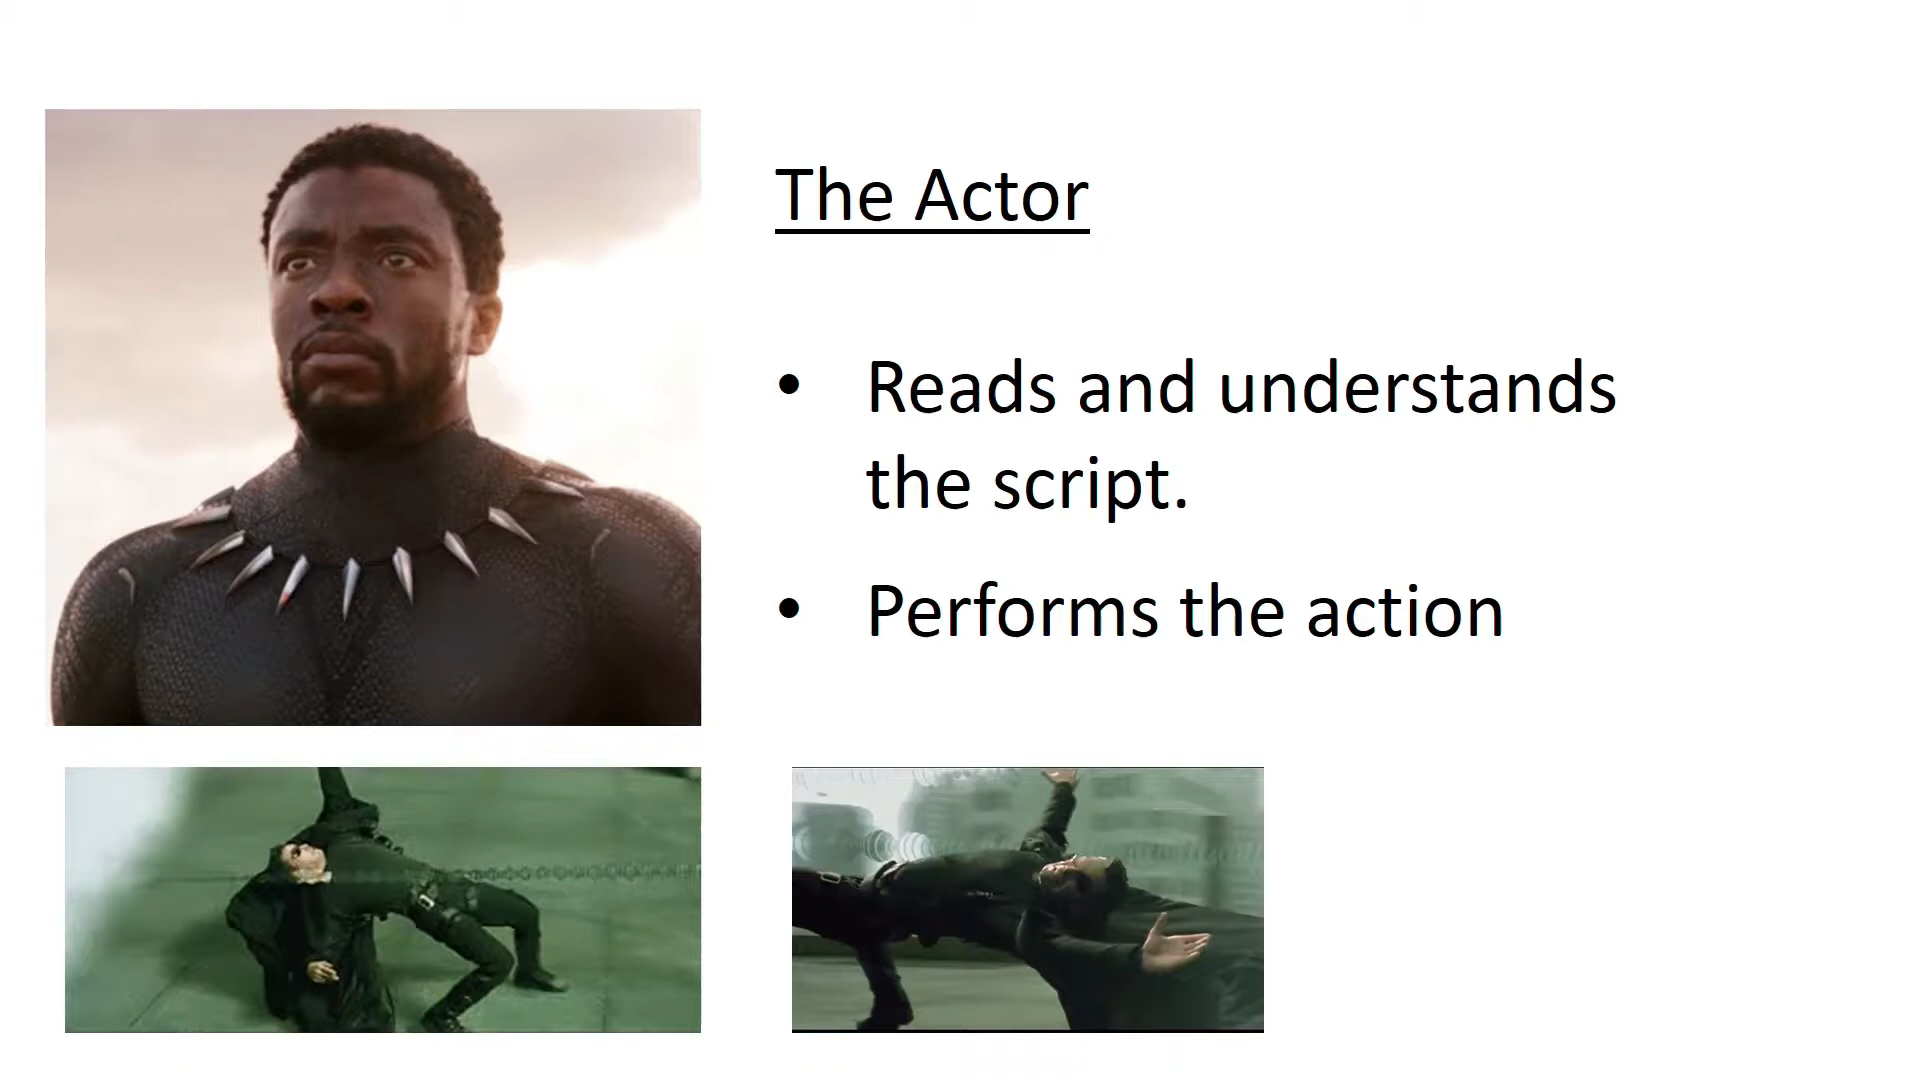 The Actor
• Reads and understands
the script.
• Performs the action